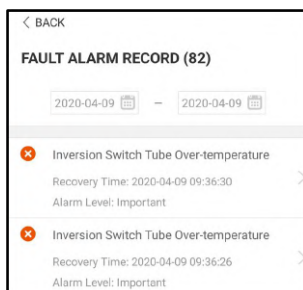 BACK
FAULT ALARM RECORD (82)
2020-04-09 – 2020-04-09
Inversion Switch Tube Over-temperature
Recovery Time: 2020-04-09 09:36:30
Alarm Level: Important
Inversion Switch Tube Over-temperature
Recovery Time: 2020-04-09 09:36:26
Alarm Level: Important